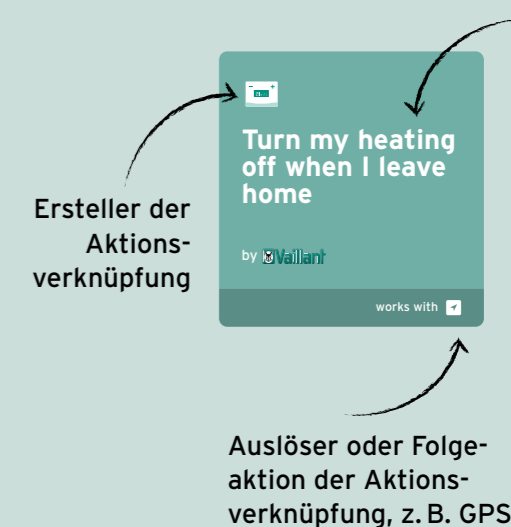 Turn my heating
off when I leave
home
by Vaillant
works with
Ersteller der
Aktions-
verknüpfung
Auslöser oder Folge-
aktion der Aktions-
verknüpfung, z. B. GPS